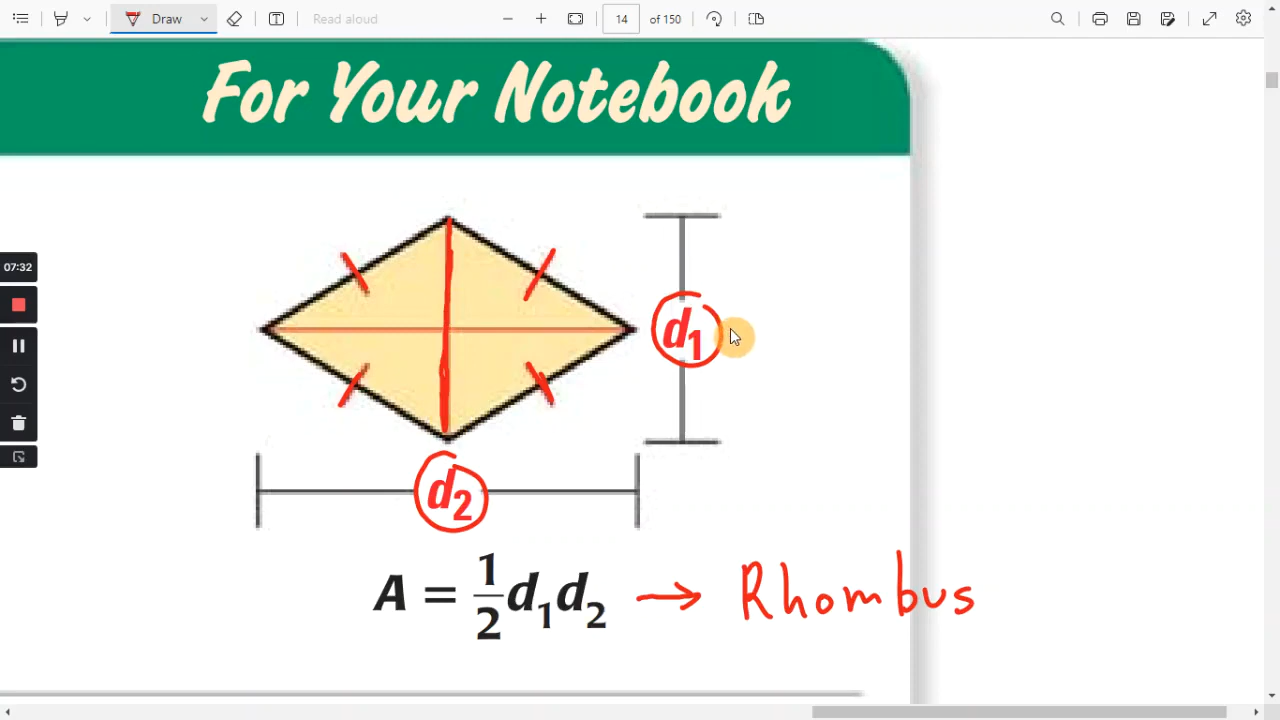 Draw
Read aloud
14 of 150
For Your Notebook
07:32
d1
d2
A = 1/2 d1d2 → Rhombus